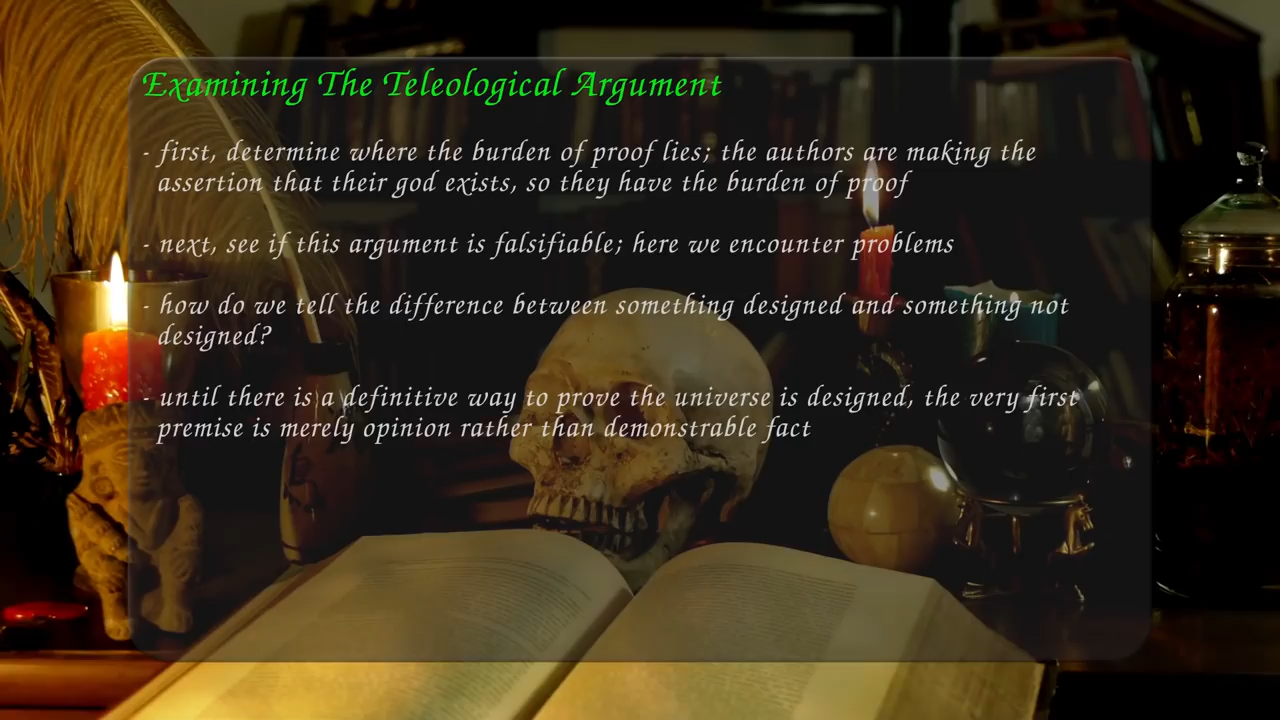 Examining The Teleological Argument
- first, determine where the burden of proof lies; the authors are making the
assertion that their god exists, so they have the burden of proof
- next, see if this argument is falsifiable; here we encounter problems
- how do we tell the difference between something designed and something not
designed?
- until there is a definitive way to prove the universe is designed, the very first
premise is merely opinion rather than demonstrable fact